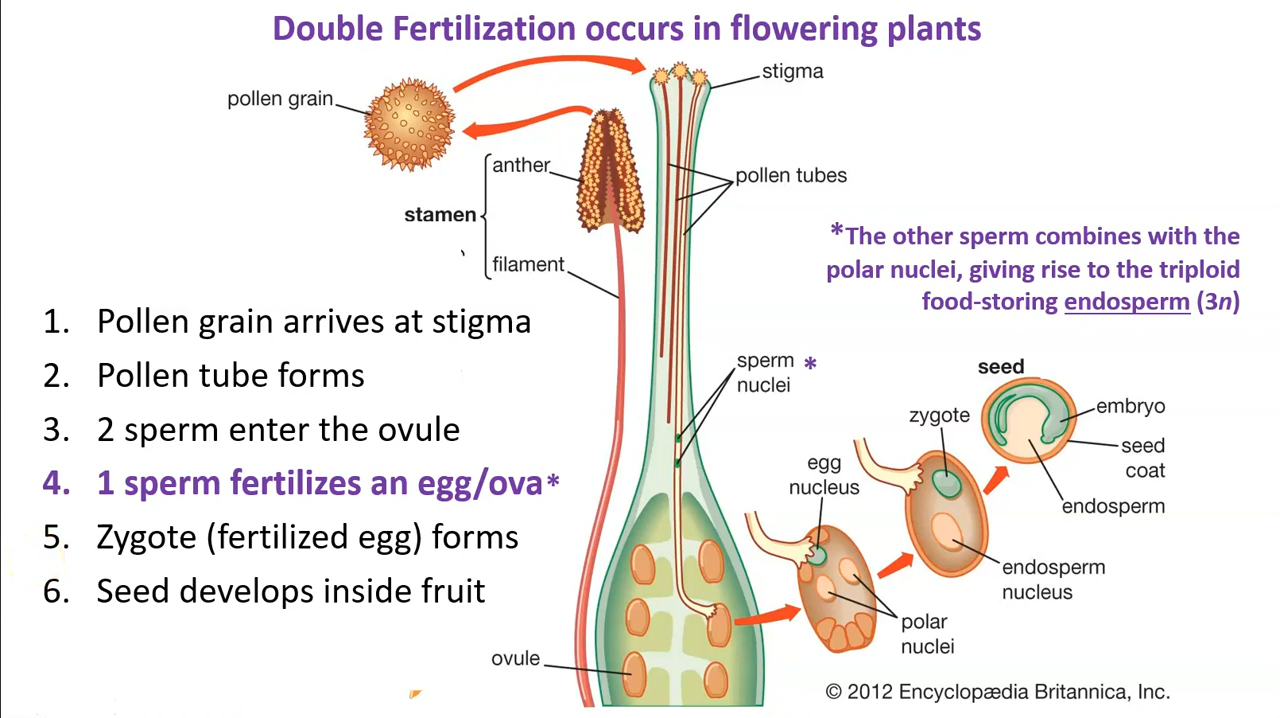 Double Fertilization occurs in flowering plants
pollen grain
stigma
anther
stamen
filament
pollen tubes
*The other sperm combines with the
polar nuclei, giving rise to the triploid
food-storing endosperm (3n)
1. Pollen grain arrives at stigma
2. Pollen tube forms
3. 2 sperm enter the ovule
4. 1 sperm fertilizes an egg/ova*
5. Zygote (fertilized egg) forms
6. Seed develops inside fruit
sperm *
nuclei
seed
zygote
embryo
seed
coat
endosperm
egg
nucleus
endosperm
nucleus
polar
nuclei
ovule
© 2012 Encyclopædia Britannica, Inc.